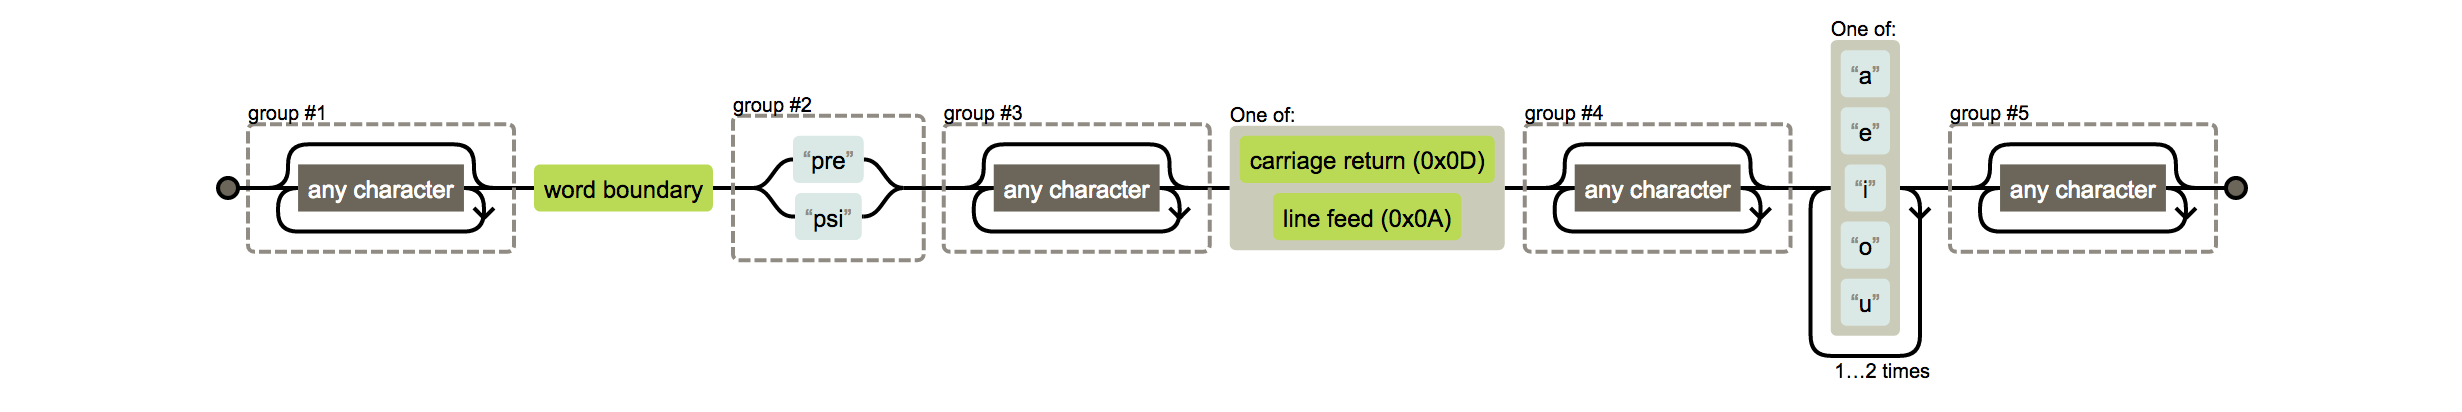 group #1
any character
word boundary
group #2
“pre”
“psi”
group #3
any character
One of:
carriage return (0x0D)
line feed (0x0A)
group #4
any character
One of:
“a”
“e”
“i”
“o”
“u”
1…2 times
group #5
any character